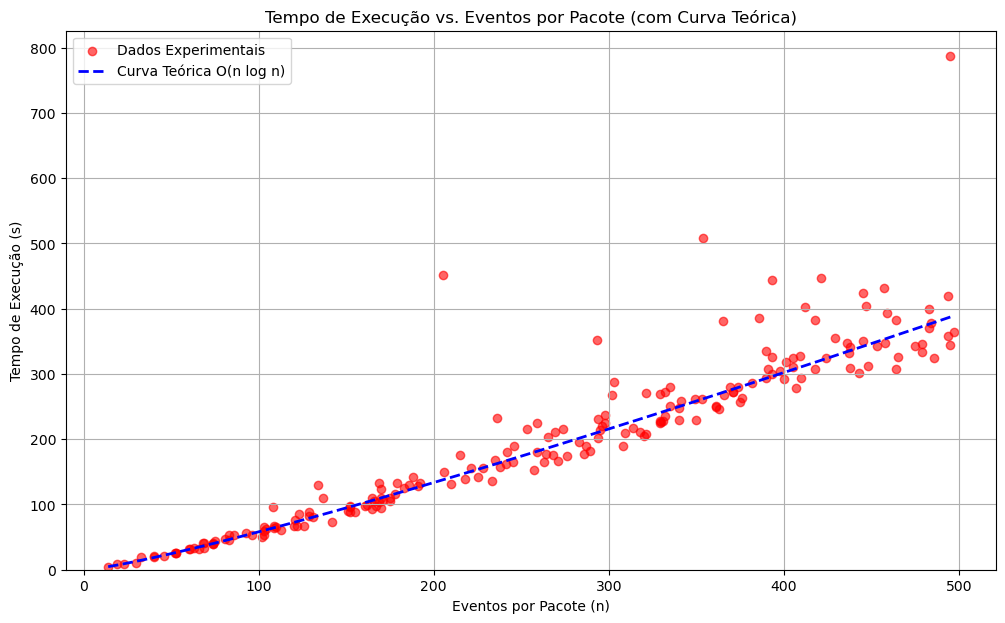 Tempo de Execução vs. Eventos por Pacote (com Curva Teórica)
Dados Experimentais
Curva Teórica O(n log n)
Tempo de Execução (s)
800
700
600
500
400
300
200
100
0
0 100 200 300 400 500
Eventos por Pacote (n)